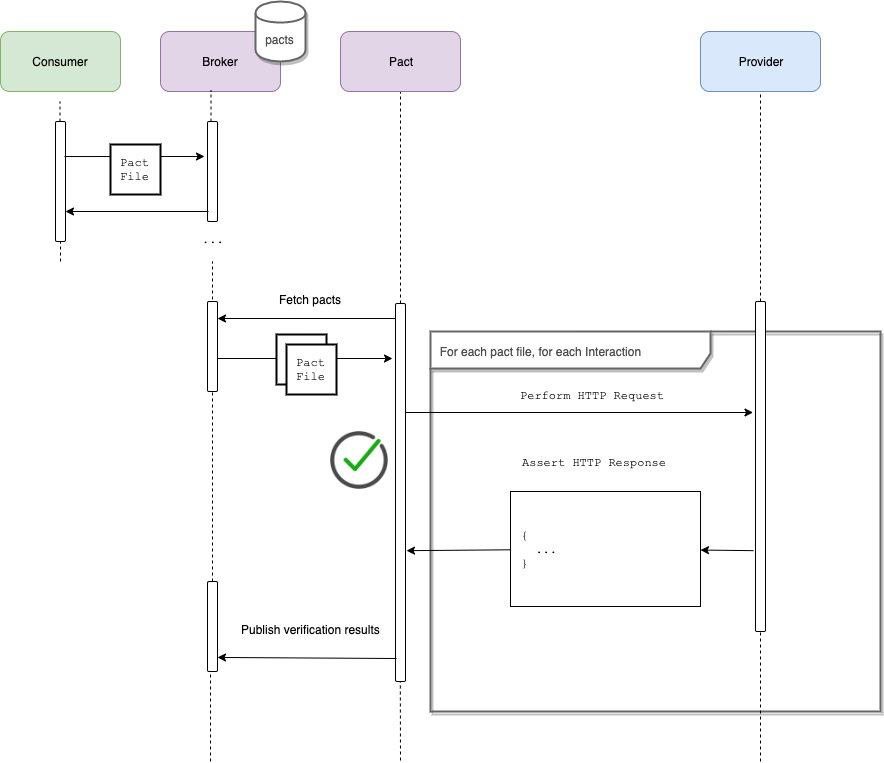 pacts
Consumer
Broker
Pact
Provider
Pact
File
...
Fetch pacts
Pact
File
For each pact file, for each Interaction
Perform HTTP Request
Assert HTTP Response
{
...
}
Publish verification results